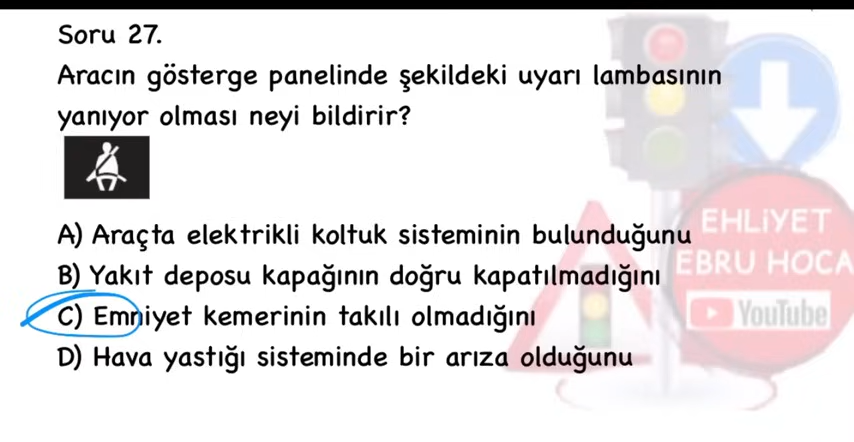 Soru 27.
Aracın gösterge panelinde şekildeki uyarı lambasının
yanıyor olması neyi bildirir?
A) Araçta elektrikli koltuk sisteminin bulunduğunu
B) Yakıt deposu kapağının doğru kapatılmadığını
C) Emniyet kemerinin takılı olmadığını
D) Hava yastığı sisteminde bir arıza olduğunu
EHLİYET
EBRU HOCA
YouTube